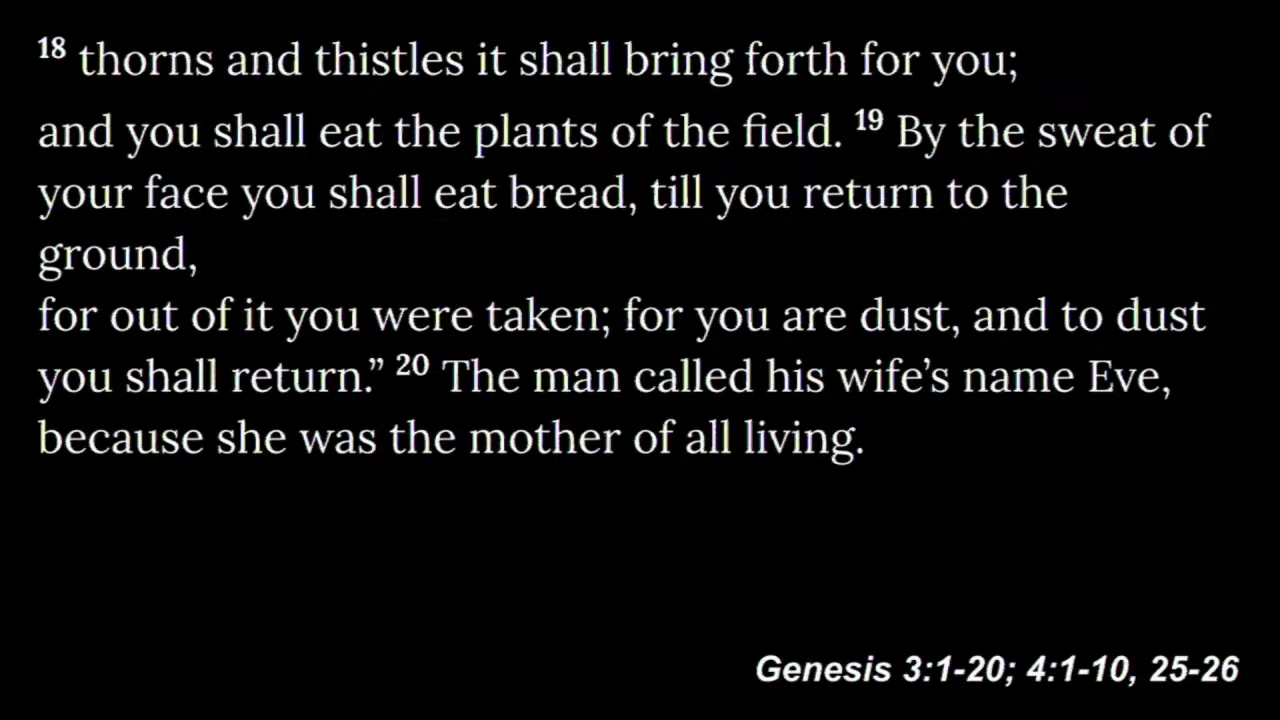 18 thorns and thistles it shall bring forth for you;
and you shall eat the plants of the field. 19 By the sweat of
your face you shall eat bread, till you return to the
ground,
for out of it you were taken; for you are dust, and to dust
you shall return.” 20 The man called his wife’s name Eve,
because she was the mother of all living.
Genesis 3:1-20; 4:1-10, 25-26